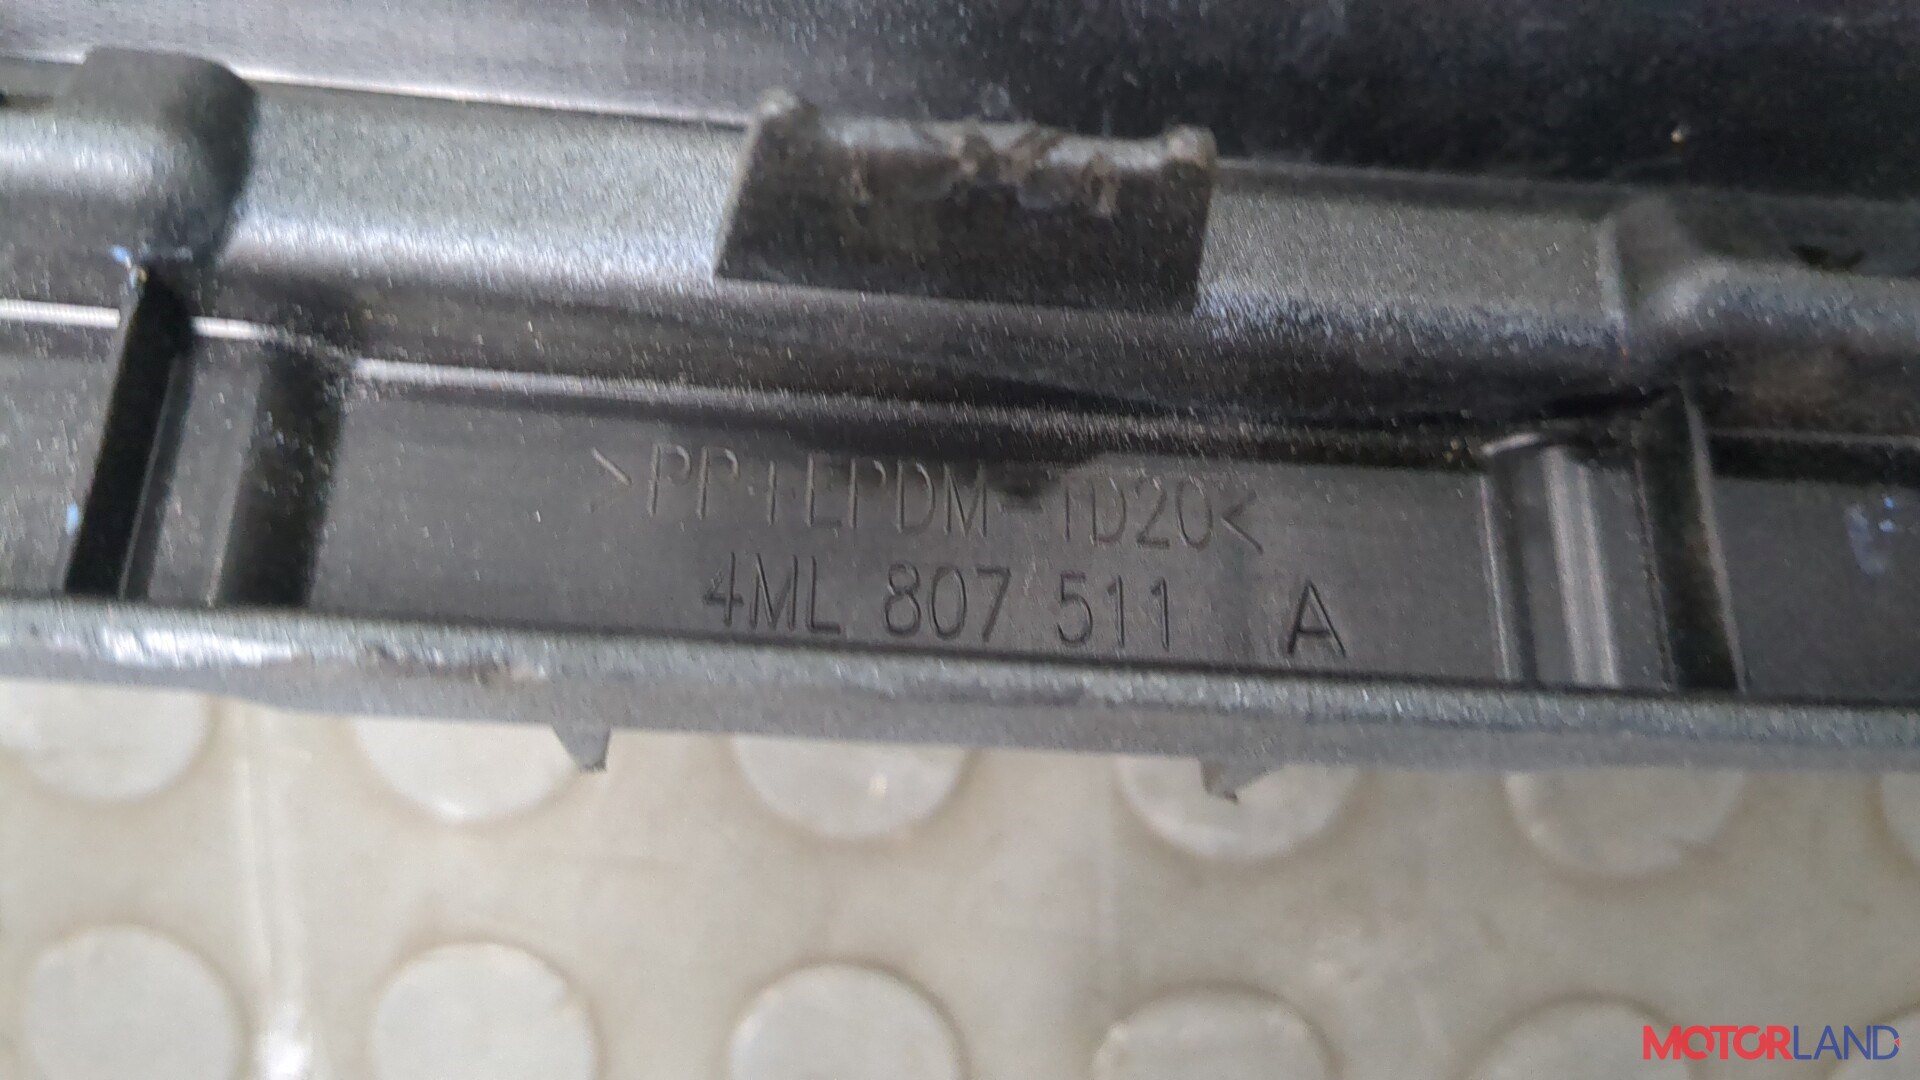 >PP+EPDM-TD20<
4ML 807 511 A
MOTORLAND